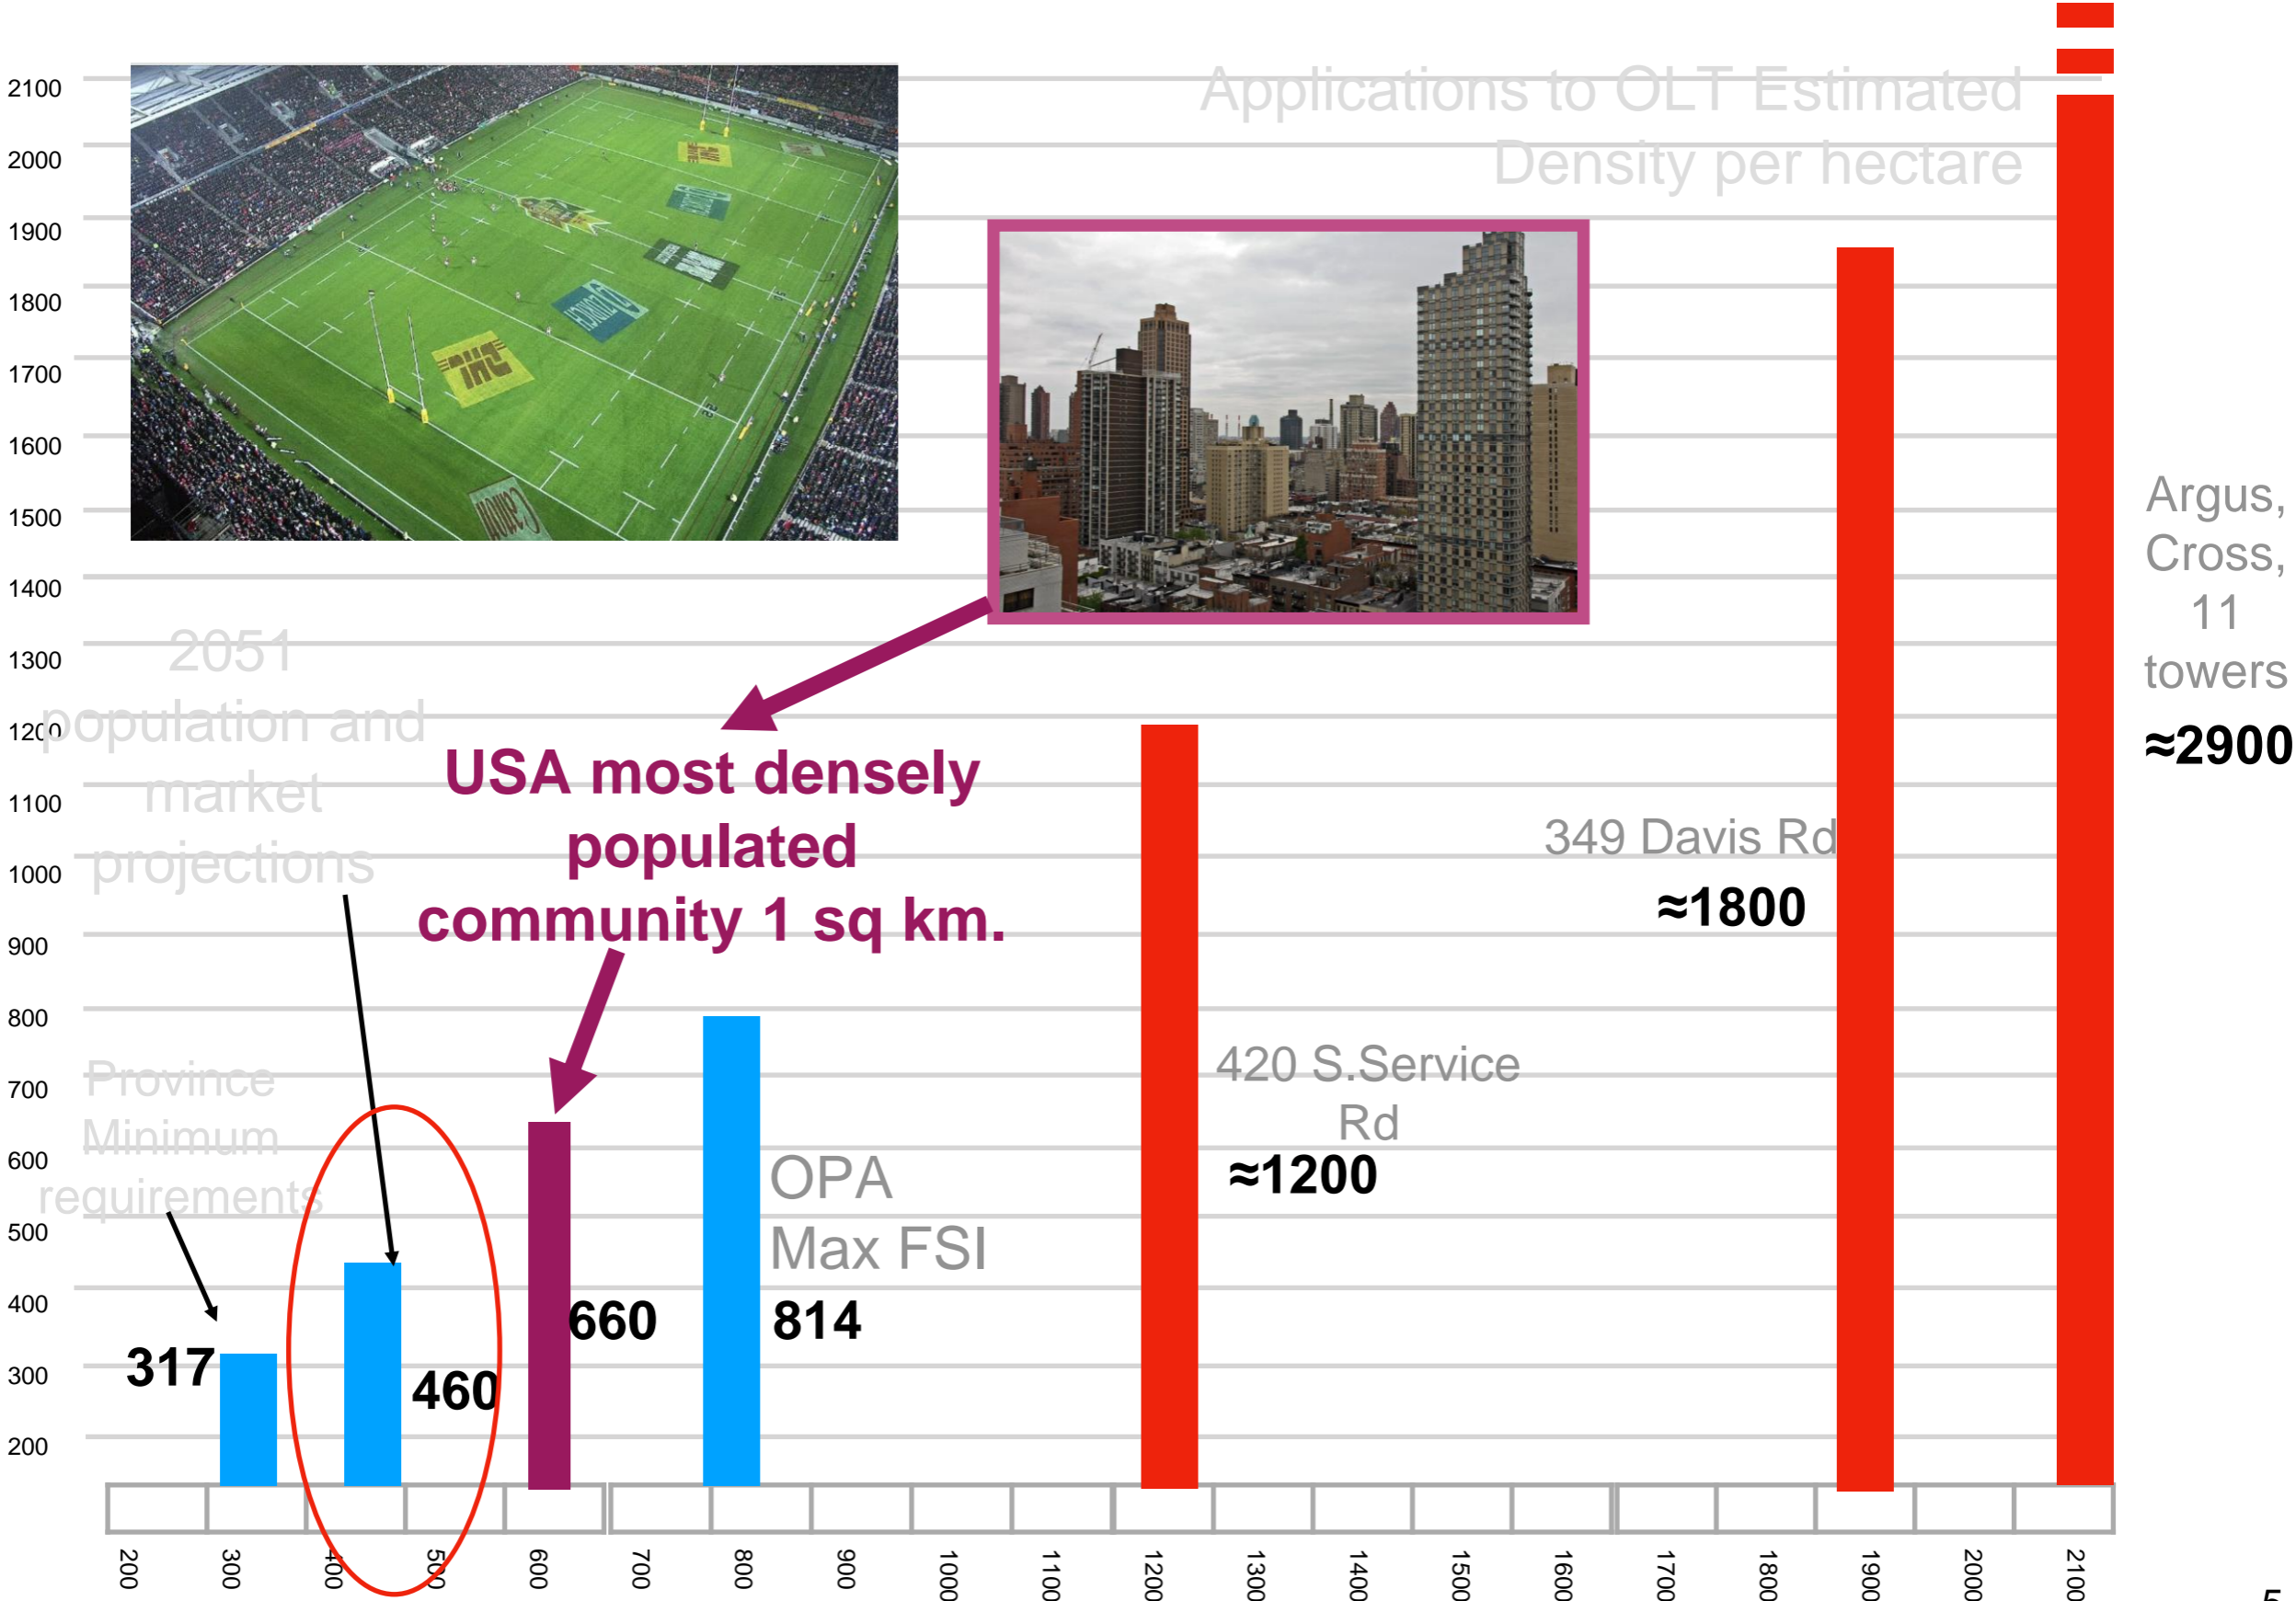 Applications to OLT Estimated
Density per hectare
2100
2000
1900
1800
1700
1600
1500
1400
1300
1200
1100
1000
900
800
700
600
500
400
300
200
DHL
Canon
2051
population and
market
projections
Province
Minimum
requirements
317
460
USA most densely
populated
community 1 sq km.
660
OPA
Max FSI
814
420 S.Service
Rd
≈1200
349 Davis Rd
≈1800
Argus,
Cross,
11
towers
≈2900
200
300
400
500
600
700
800
900
1000
1100
1200
1300
1400
1500
1600
1700
1800
1900
2000
2100
5